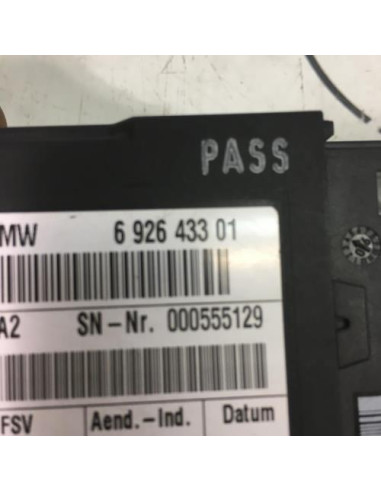 PASS
MW 6 926 433 01
A2 SN-Nr. 000555129
FSV Aend.-Ind. Datum